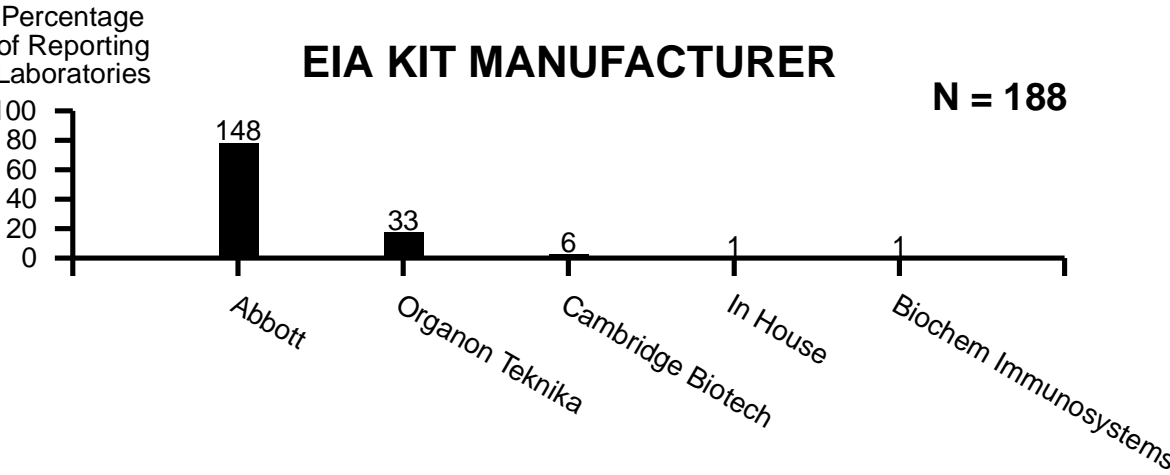 Percentage
of Reporting
Laboratories
EIA KIT MANUFACTURER
N = 188
100
80
60
40
20
0
148
33
6
1
1
Abbott
Organon Teknika
Cambridge Biotech
In House
Biochem Immunosystems